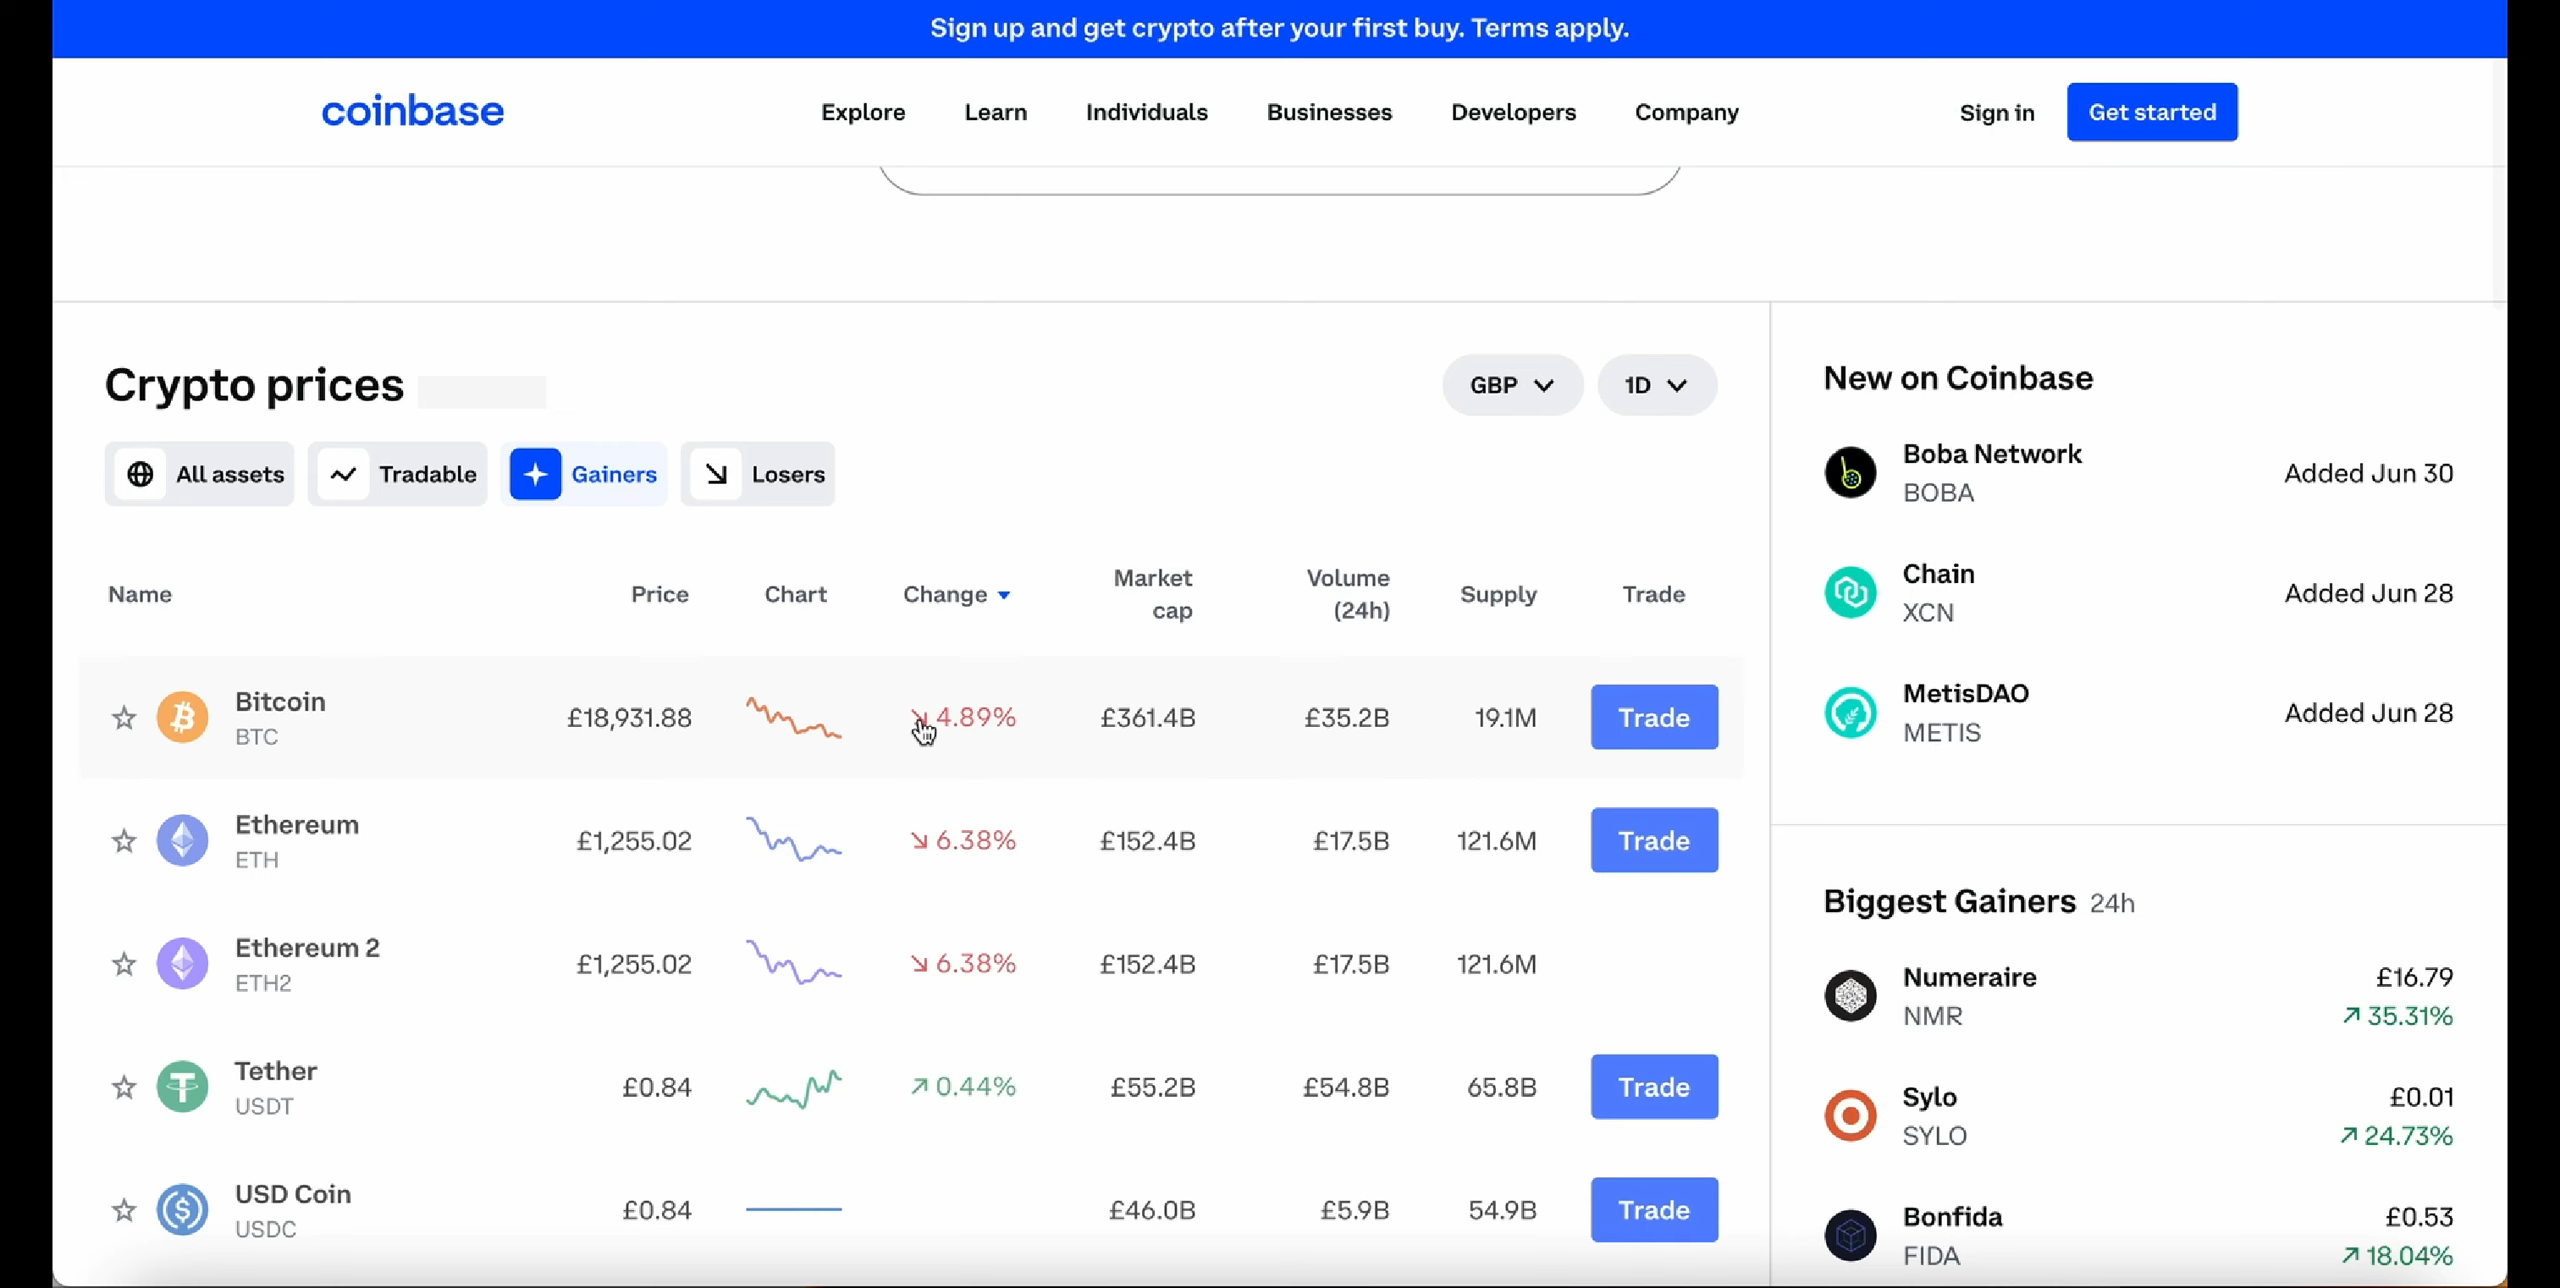 Sign up and get crypto after your first buy. Terms apply.
coinbase Explore Learn Individuals Businesses Developers Company Sign in Get started
Crypto prices GBP 1D
All assets Tradable Gainers Losers
Name Price Chart Change Market cap Volume (24h) Supply Trade
Bitcoin BTC £18,931.88 4.89% £361.4B £35.2B 19.1M Trade
Ethereum ETH £1,255.02 6.38% £152.4B £17.5B 121.6M Trade
Ethereum 2 ETH2 £1,255.02 6.38% £152.4B £17.5B 121.6M
Tether USDT £0.84 0.44% £55.2B £54.8B 65.8B Trade
USD Coin USDC £0.84 £46.0B £5.9B 54.9B Trade
New on Coinbase
Boba Network Added Jun 30
BOBA
Chain Added Jun 28
XCN
MetisDAO Added Jun 28
METIS
Biggest Gainers 24h
Numeraire £16.79
NMR 35.31%
Sylo £0.01
SYLO 24.73%
Bonfida £0.53
FIDA 18.04%